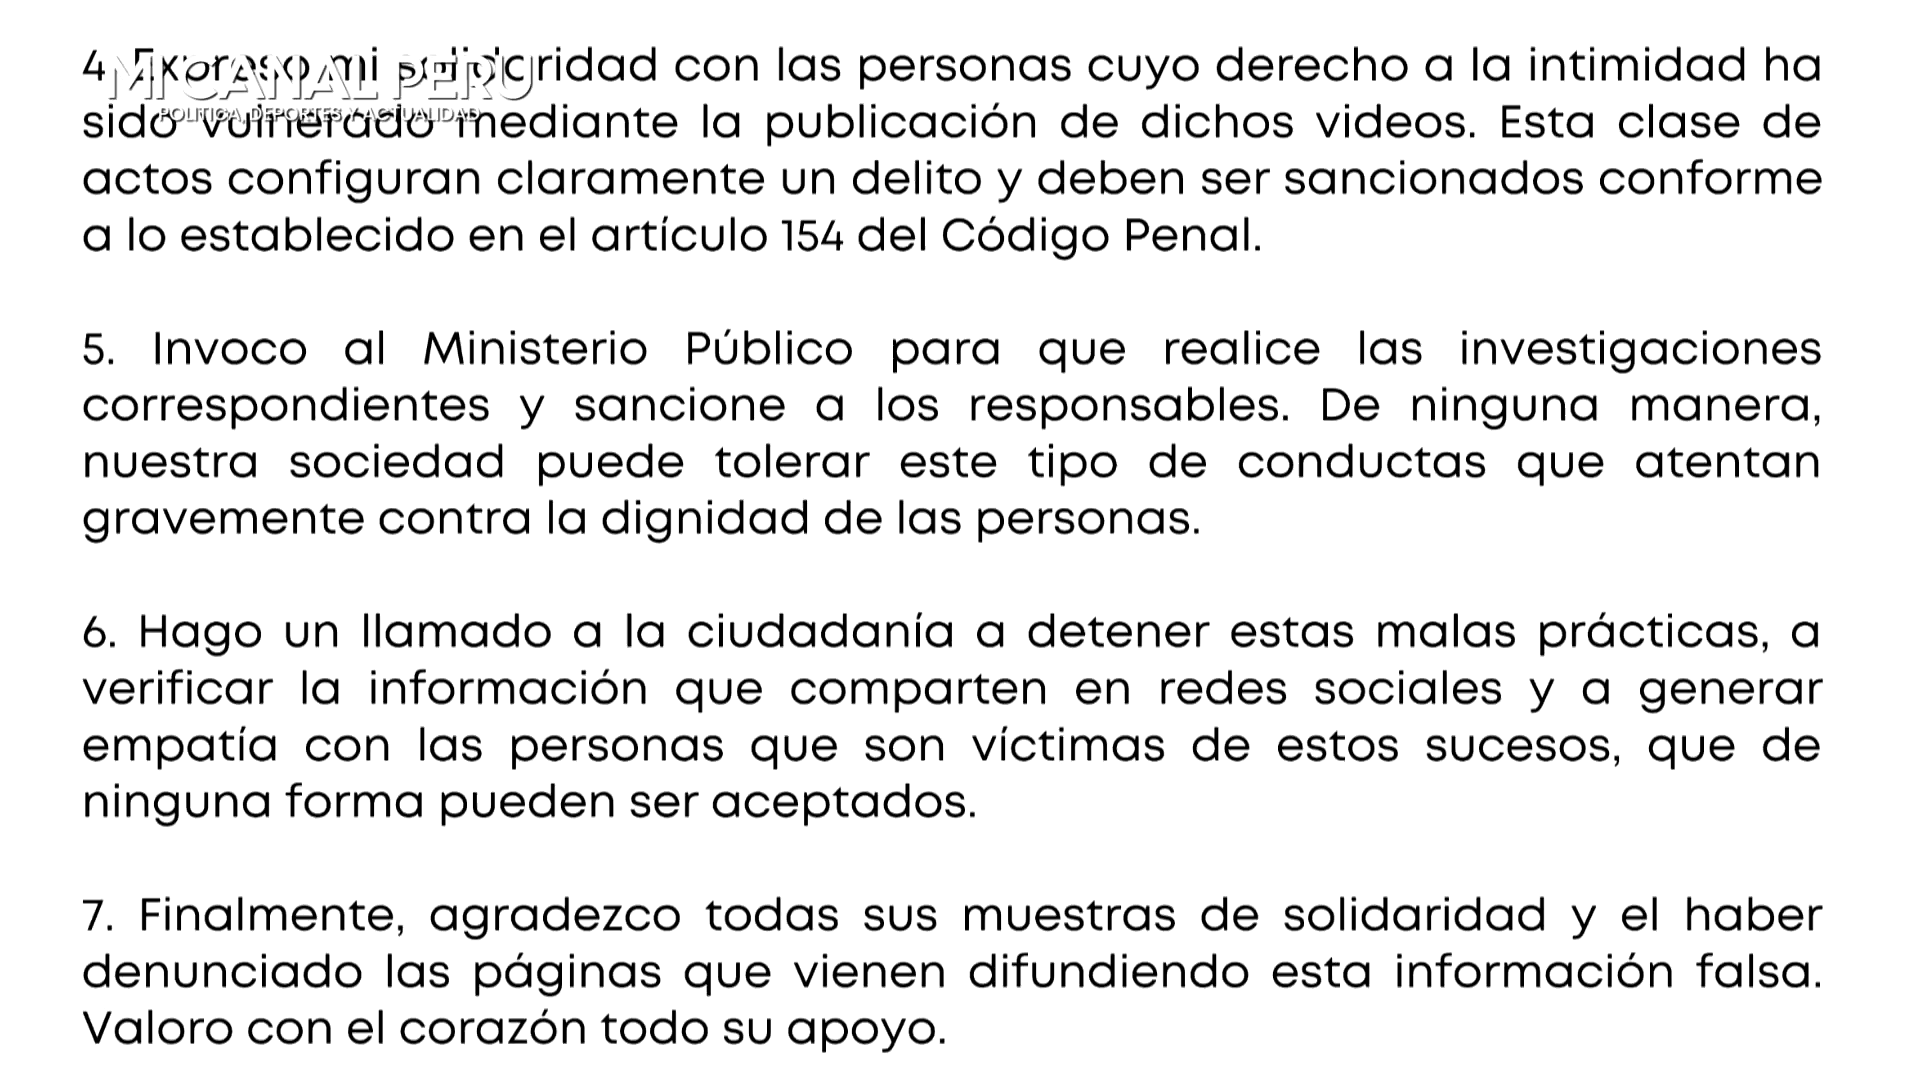 4. Expreso mi solidaridad con las personas cuyo derecho a la intimidad ha
MI CANAL PERU
sido vulnerado mediante la publicación de dichos videos. Esta clase de
POLITICA, DEPORTES Y ACTUALIDAD
actos configuran claramente un delito y deben ser sancionados conforme
a lo establecido en el artículo 154 del Código Penal.
5. Invoco al Ministerio Público para que realice las investigaciones
correspondientes y sancione a los responsables. De ninguna manera,
nuestra sociedad puede tolerar este tipo de conductas que atentan
gravemente contra la dignidad de las personas.
6. Hago un llamado a la ciudadanía a detener estas malas prácticas, a
verificar la información que comparten en redes sociales y a generar
empatía con las personas que son víctimas de estos sucesos, que de
ninguna forma pueden ser aceptados.
7. Finalmente, agradezco todas sus muestras de solidaridad y el haber
denunciado las páginas que vienen difundiendo esta información falsa.
Valoro con el corazón todo su apoyo.